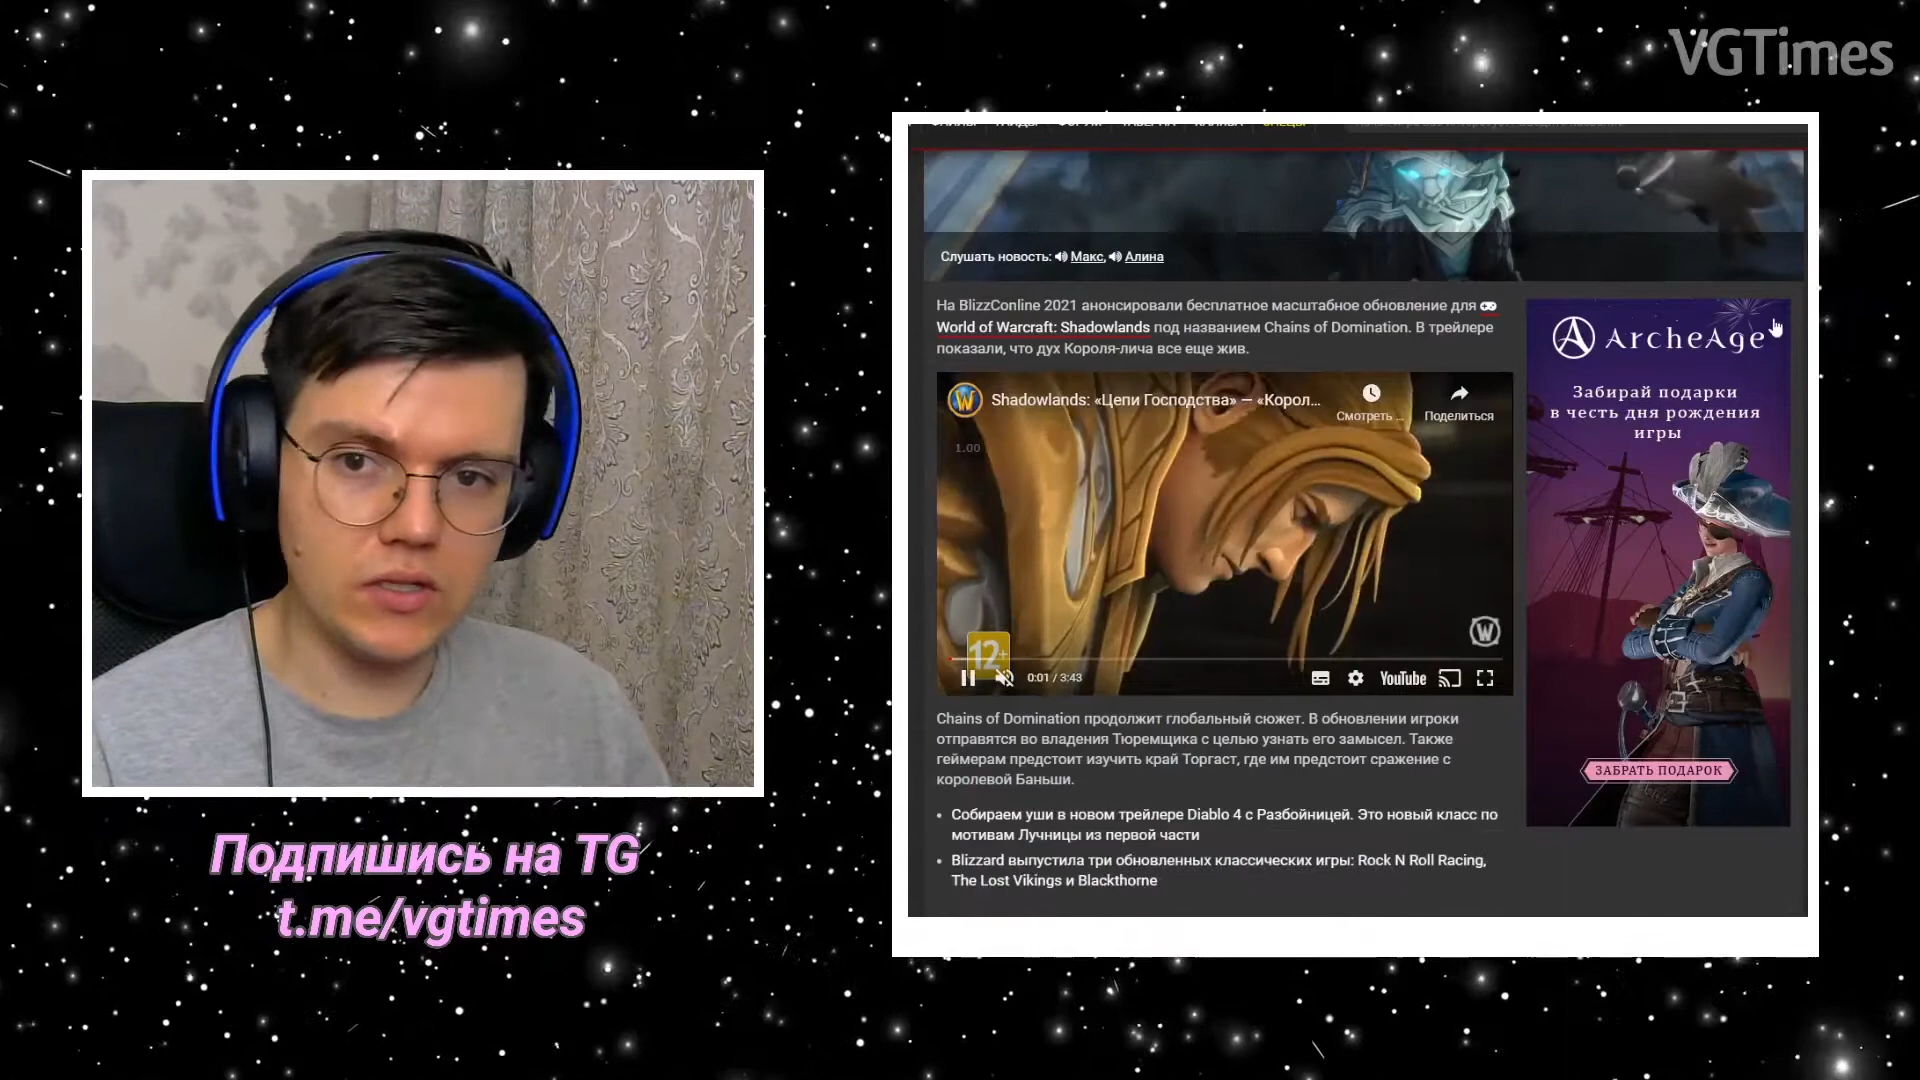 VGTimes
Слушать новость: Макс, Алина
На BlizzConline 2021 анонсировали бесплатное масштабное обновление для
World of Warcraft: Shadowlands под названием Chains of Domination. В трейлере
показали, что дух Короля-лича все еще жив.
Shadowlands: «Цепи Господства» — «Корол...
Смотреть ...
Поделиться
1.00
12+
0:01 / 3:43
YouTube
Chains of Domination продолжит глобальный сюжет. В обновлении игроки
отправятся во владения Тюремщика с целью узнать его замысел. Также
геймерам предстоит изучить край Торгаст, где им предстоит сражение с
королевой Баньши.
Собираем уши в новом трейлере Diablo 4 с Разбойницей. Это новый класс по
мотивам Лучницы из первой части
Blizzard выпустила три обновленных классических игры: Rock N Roll Racing,
The Lost Vikings и Blackthorne
ArcheAge
Забирай подарки
в честь дня рождения
игры
ЗАБРАТЬ ПОДАРОК
Подпишись на TG
t.me/vgtimes